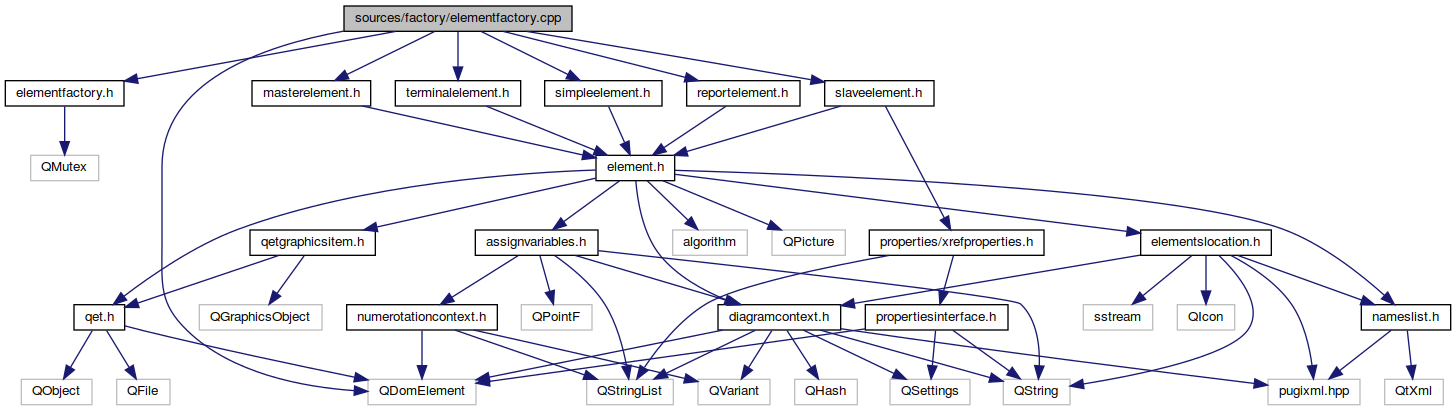 sources/factory/elementfactory.cpp
elementfactory.h
masterelement.h
terminalelement.h
simpleelement.h
reportelement.h
slaveelement.h
QMutex
element.h
qetgraphicsitem.h
assignvariables.h
algorithm
QPicture
properties/xrefproperties.h
elementslocation.h
qet.h
QGraphicsObject
numerotationcontext.h
QPointF
diagramcontext.h
propertiesinterface.h
sstream
QIcon
nameslist.h
QObject
QFile
QDomElement
QStringList
QVariant
QHash
QSettings
QString
pugixml.hpp
QtXml